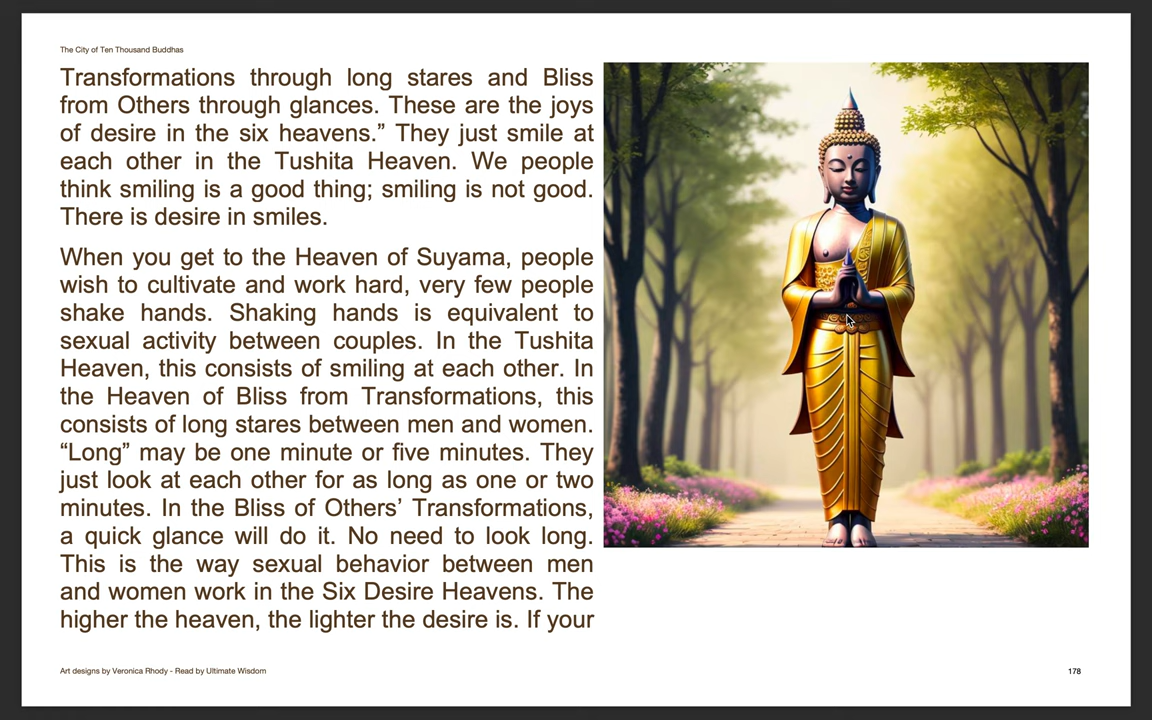 The City of Ten Thousand Buddhas
Transformations through long stares and Bliss
from Others through glances. These are the joys
of desire in the six heavens.” They just smile at
each other in the Tushita Heaven. We people
think smiling is a good thing; smiling is not good.
There is desire in smiles.
When you get to the Heaven of Suyama, people
wish to cultivate and work hard, very few people
shake hands. Shaking hands is equivalent to
sexual activity between couples. In the Tushita
Heaven, this consists of smiling at each other. In
the Heaven of Bliss from Transformations, this
consists of long stares between men and women.
“Long” may be one minute or five minutes. They
just look at each other for as long as one or two
minutes. In the Bliss of Others’ Transformations,
a quick glance will do it. No need to look long.
This is the way sexual behavior between men
and women work in the Six Desire Heavens. The
higher the heaven, the lighter the desire is. If your
Art designs by Veronica Rhody - Read by Ultimate Wisdom
178